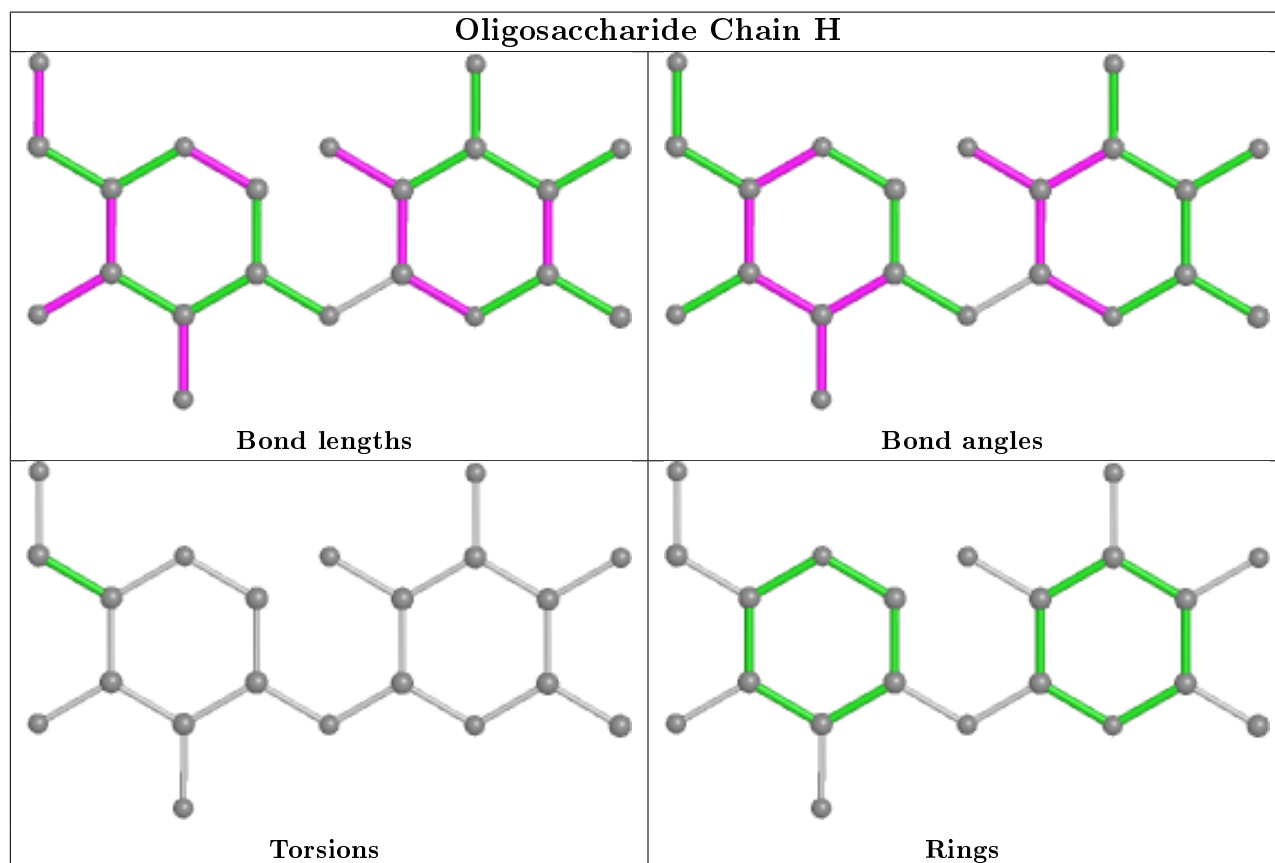 Oligosaccharide Chain H
Bond lengths
Bond angles
Torsions
Rings